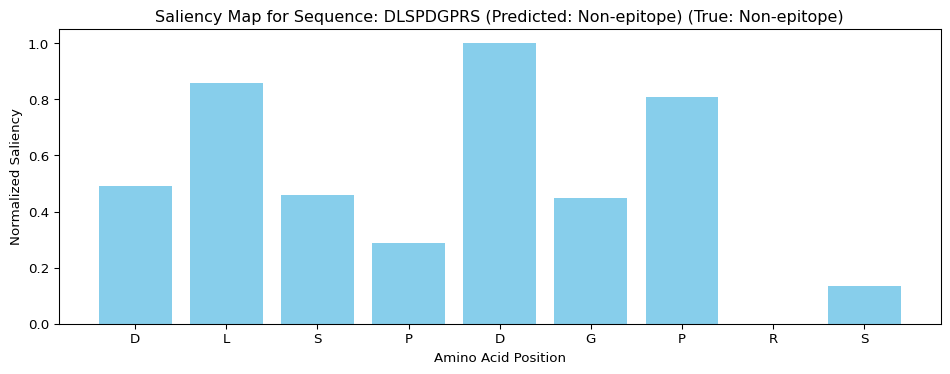 Saliency Map for Sequence: DLSPDGPRS (Predicted: Non-epitope) (True: Non-epitope)
Normalized Saliency
1.0
0.8
0.6
0.4
0.2
0.0
D L S P D G P R S
Amino Acid Position